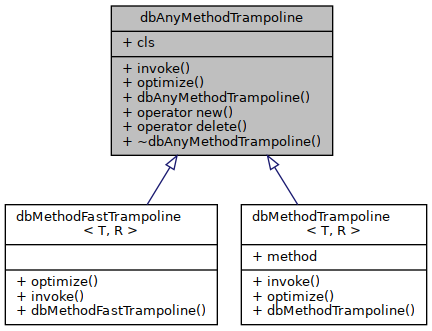 dbAnyMethodTrampoline
+ cls
+ invoke()
+ optimize()
+ dbAnyMethodTrampoline()
+ operator new()
+ operator delete()
+ ~dbAnyMethodTrampoline()
dbMethodFastTrampoline
< T, R >
+ optimize()
+ invoke()
+ dbMethodFastTrampoline()
dbMethodTrampoline
< T, R >
+ method
+ invoke()
+ optimize()
+ dbMethodTrampoline()